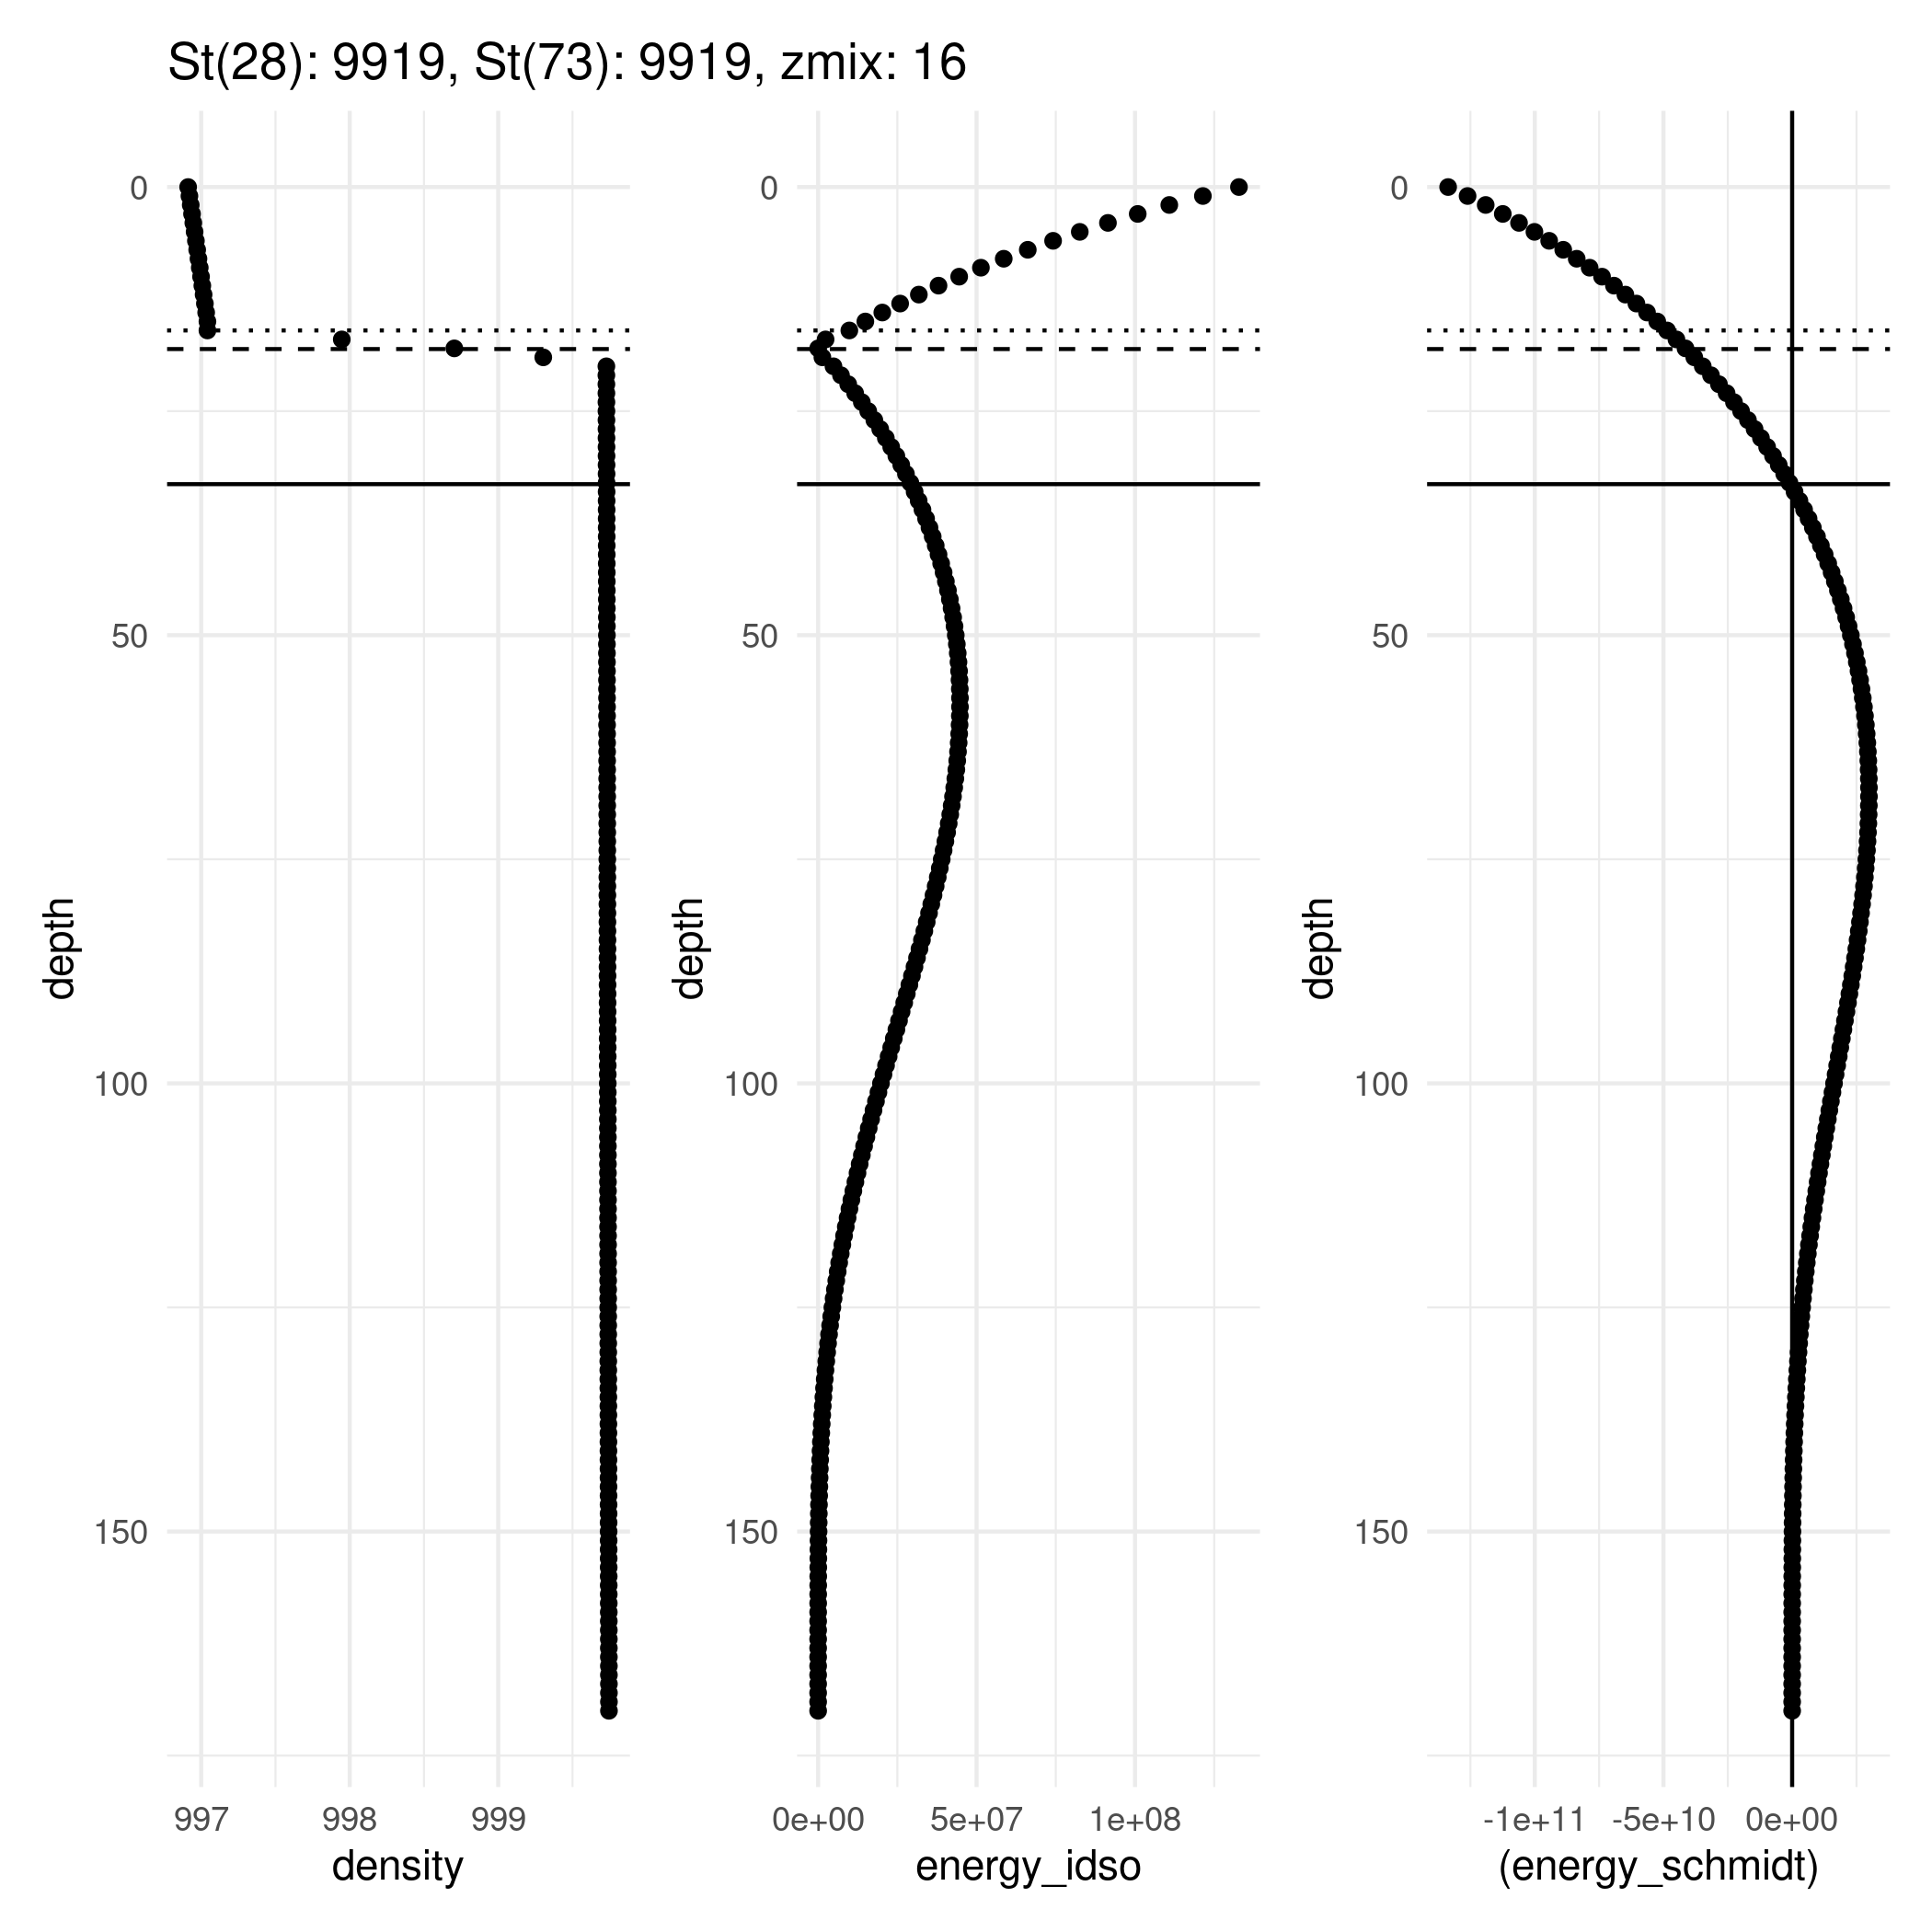 St(28): 9919, St(73): 9919, zmix: 16
0
50
100
150
depth
997 998 999
density
0
50
100
150
depth
0e+00 5e+07 1e+08
energy_idso
0
50
100
150
depth
-1e+11 -5e+10 0e+00
(energy_schmidt)